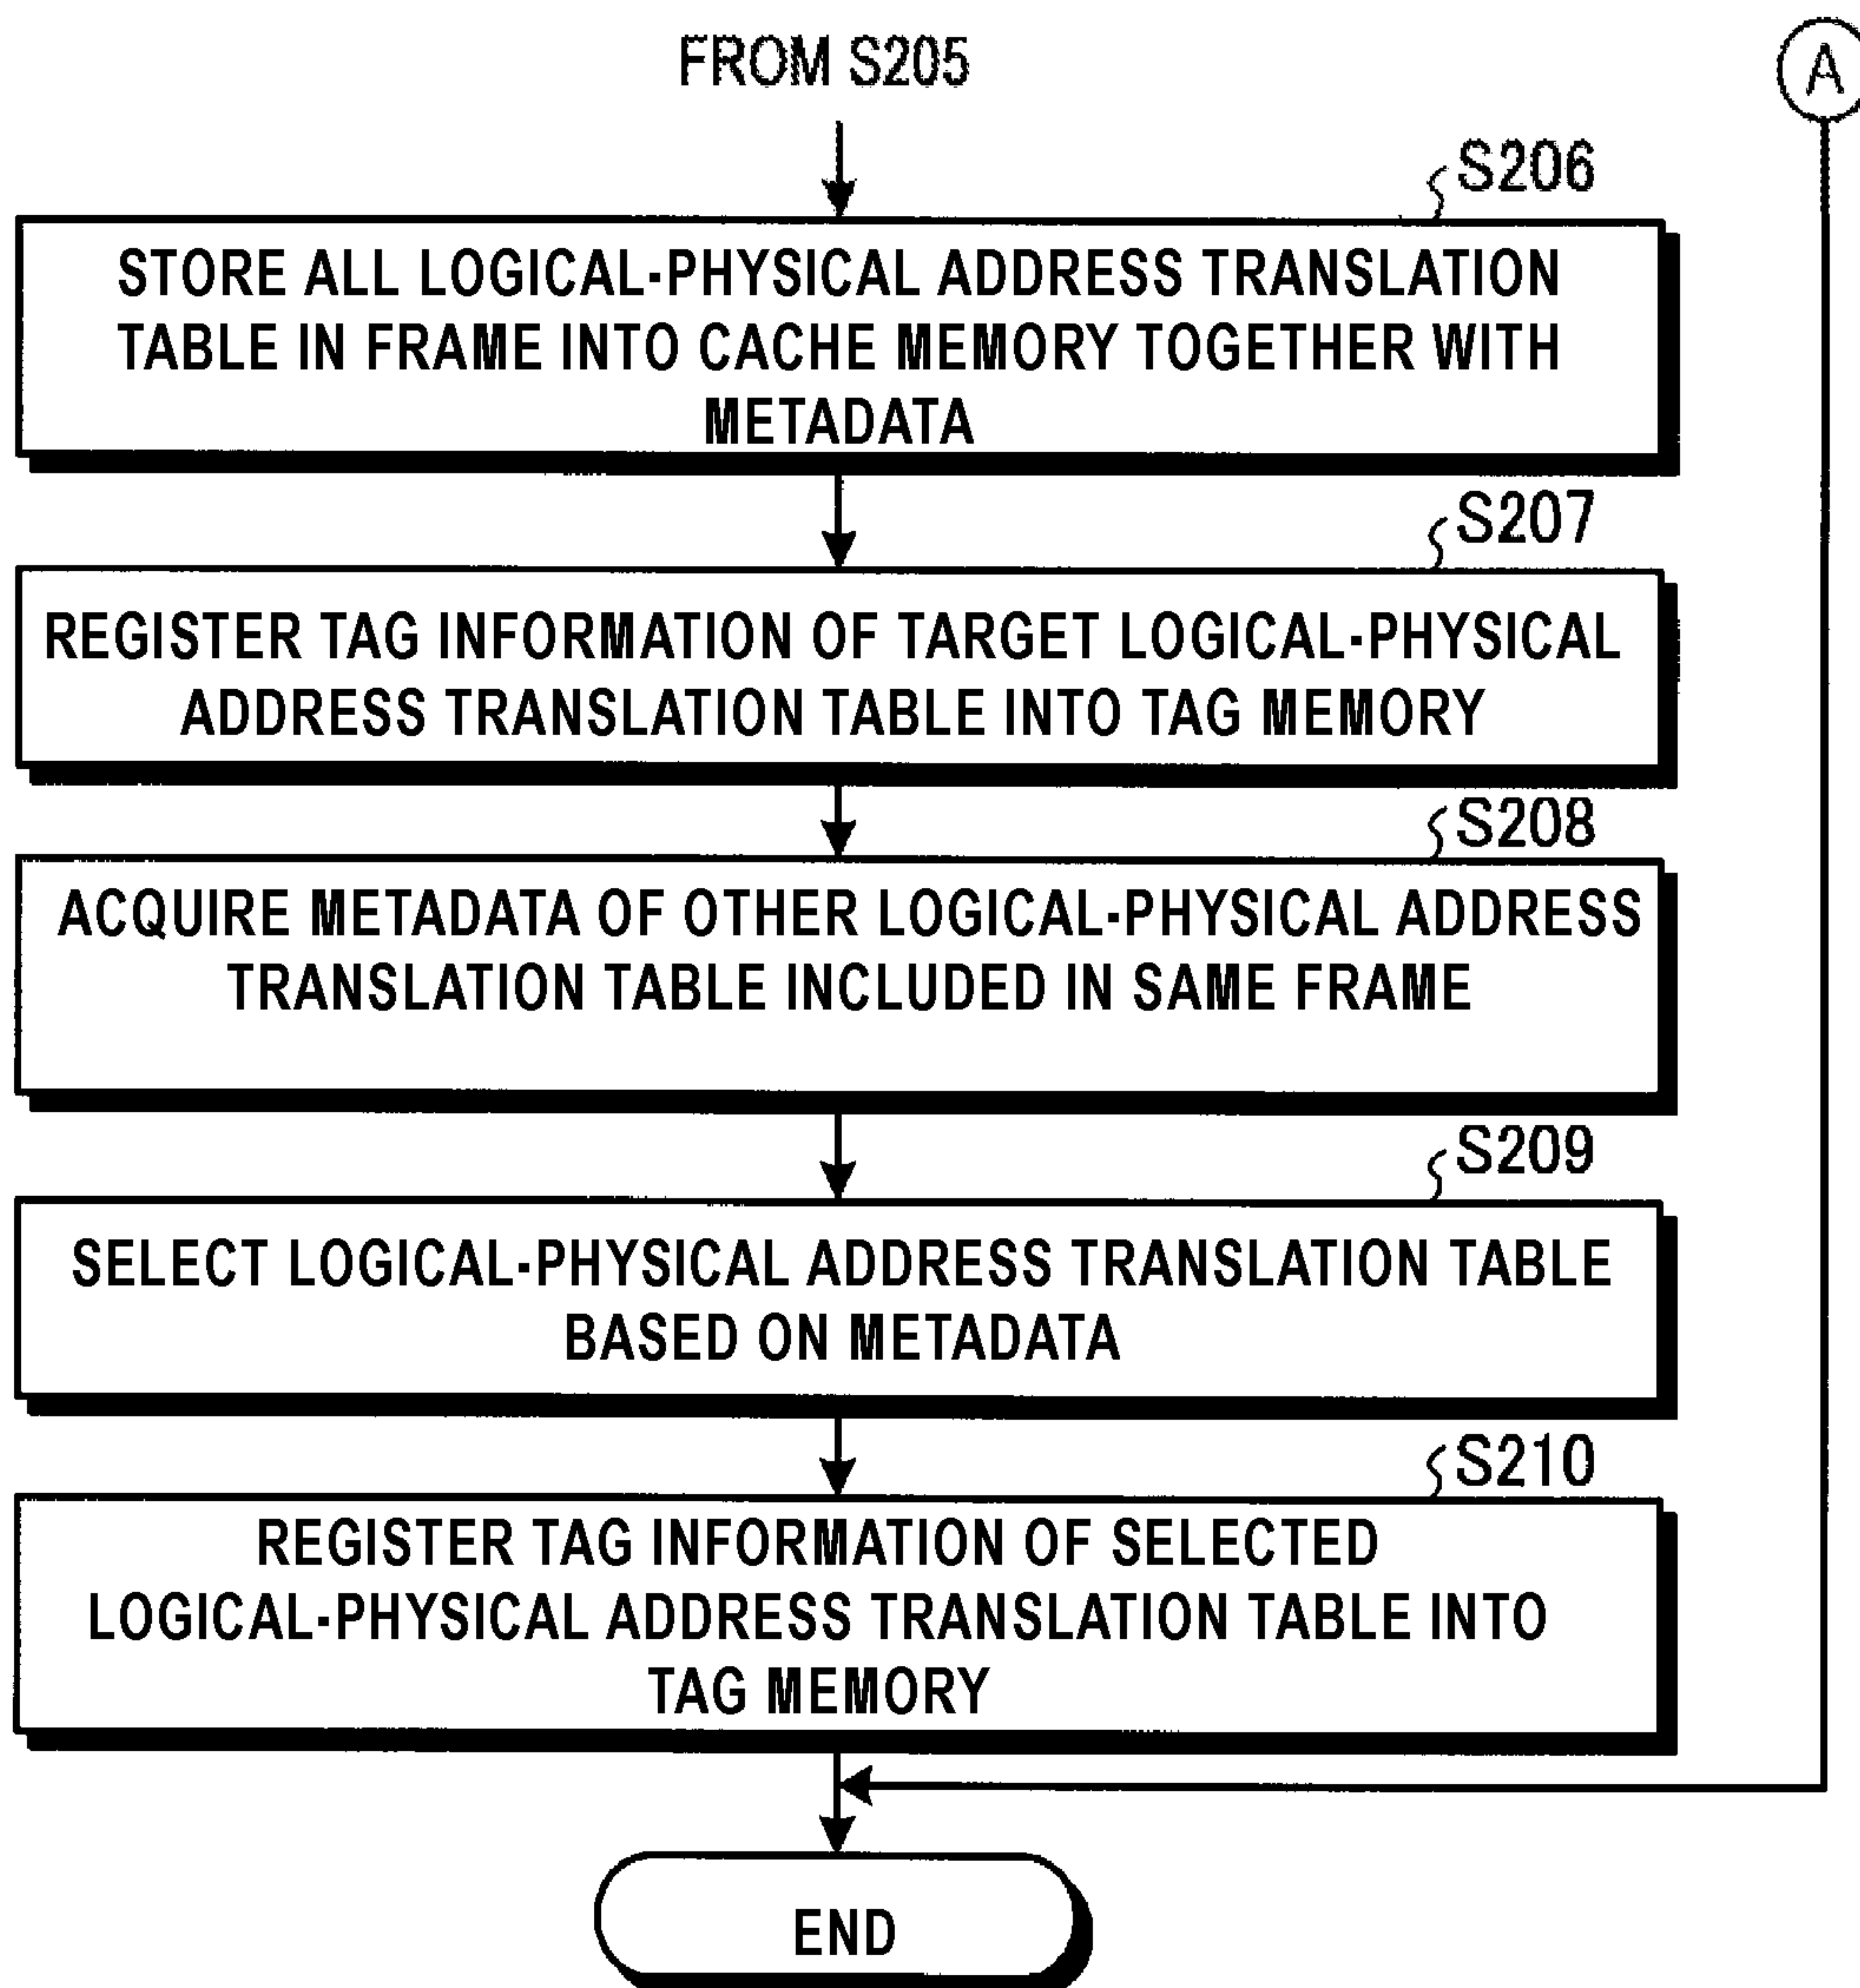 FROM S205
A
S206
STORE ALL LOGICAL-PHYSICAL ADDRESS TRANSLATION
TABLE IN FRAME INTO CACHE MEMORY TOGETHER WITH
METADATA
S207
REGISTER TAG INFORMATION OF TARGET LOGICAL-PHYSICAL
ADDRESS TRANSLATION TABLE INTO TAG MEMORY
S208
ACQUIRE METADATA OF OTHER LOGICAL-PHYSICAL ADDRESS
TRANSLATION TABLE INCLUDED IN SAME FRAME
S209
SELECT LOGICAL-PHYSICAL ADDRESS TRANSLATION TABLE
BASED ON METADATA
S210
REGISTER TAG INFORMATION OF SELECTED
LOGICAL-PHYSICAL ADDRESS TRANSLATION TABLE INTO
TAG MEMORY
END